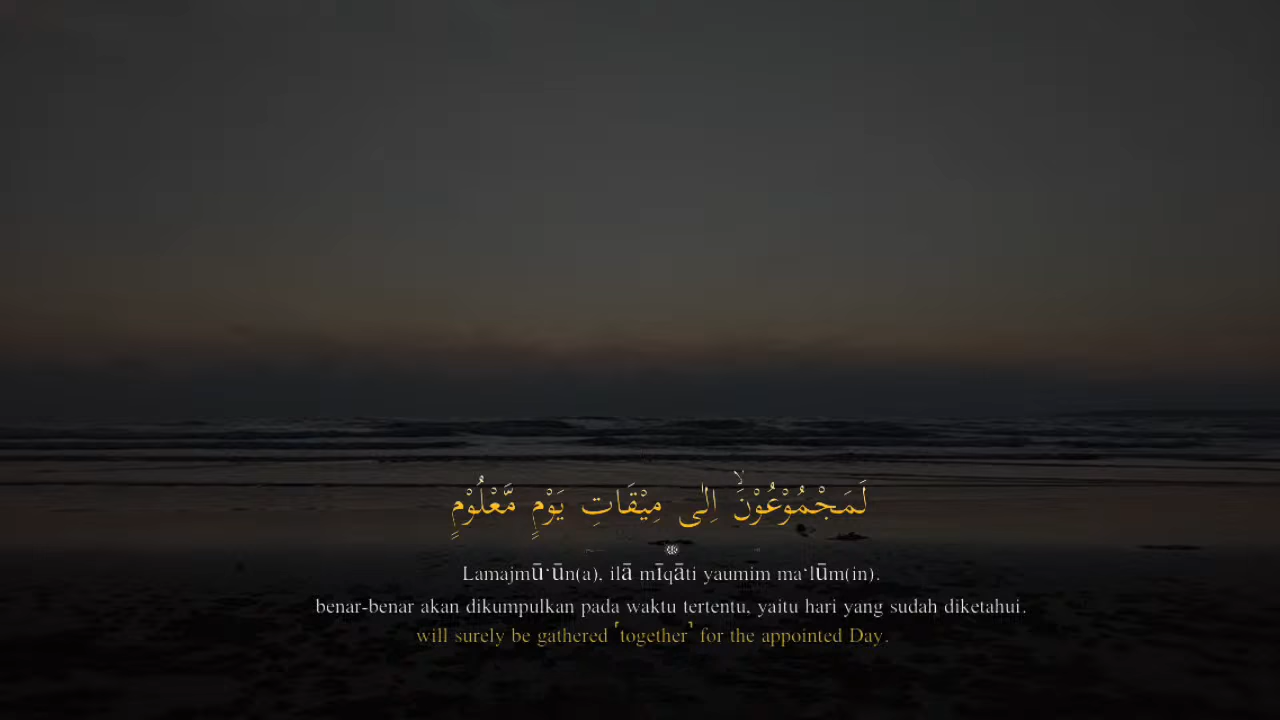 لَمَجْمُوْعُوْنَۙ اِلٰى مِيْقَاتِ يَوْمٍ مَّعْلُوْمٍ
Lamajmū‘ūn(a), ilā mīqāti yaumim ma‘lūm(in).
benar-benar akan dikumpulkan pada waktu tertentu, yaitu hari yang sudah diketahui.
will surely be gathered ˹together˺ for the appointed Day.